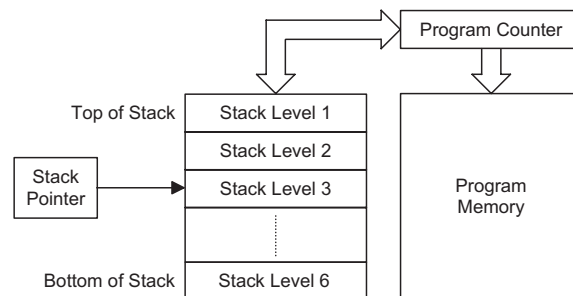 Program Counter
Top of Stack
Stack Level 1
Stack Level 2
Stack
Pointer
Stack Level 3
Program
Memory
Bottom of Stack
Stack Level 6